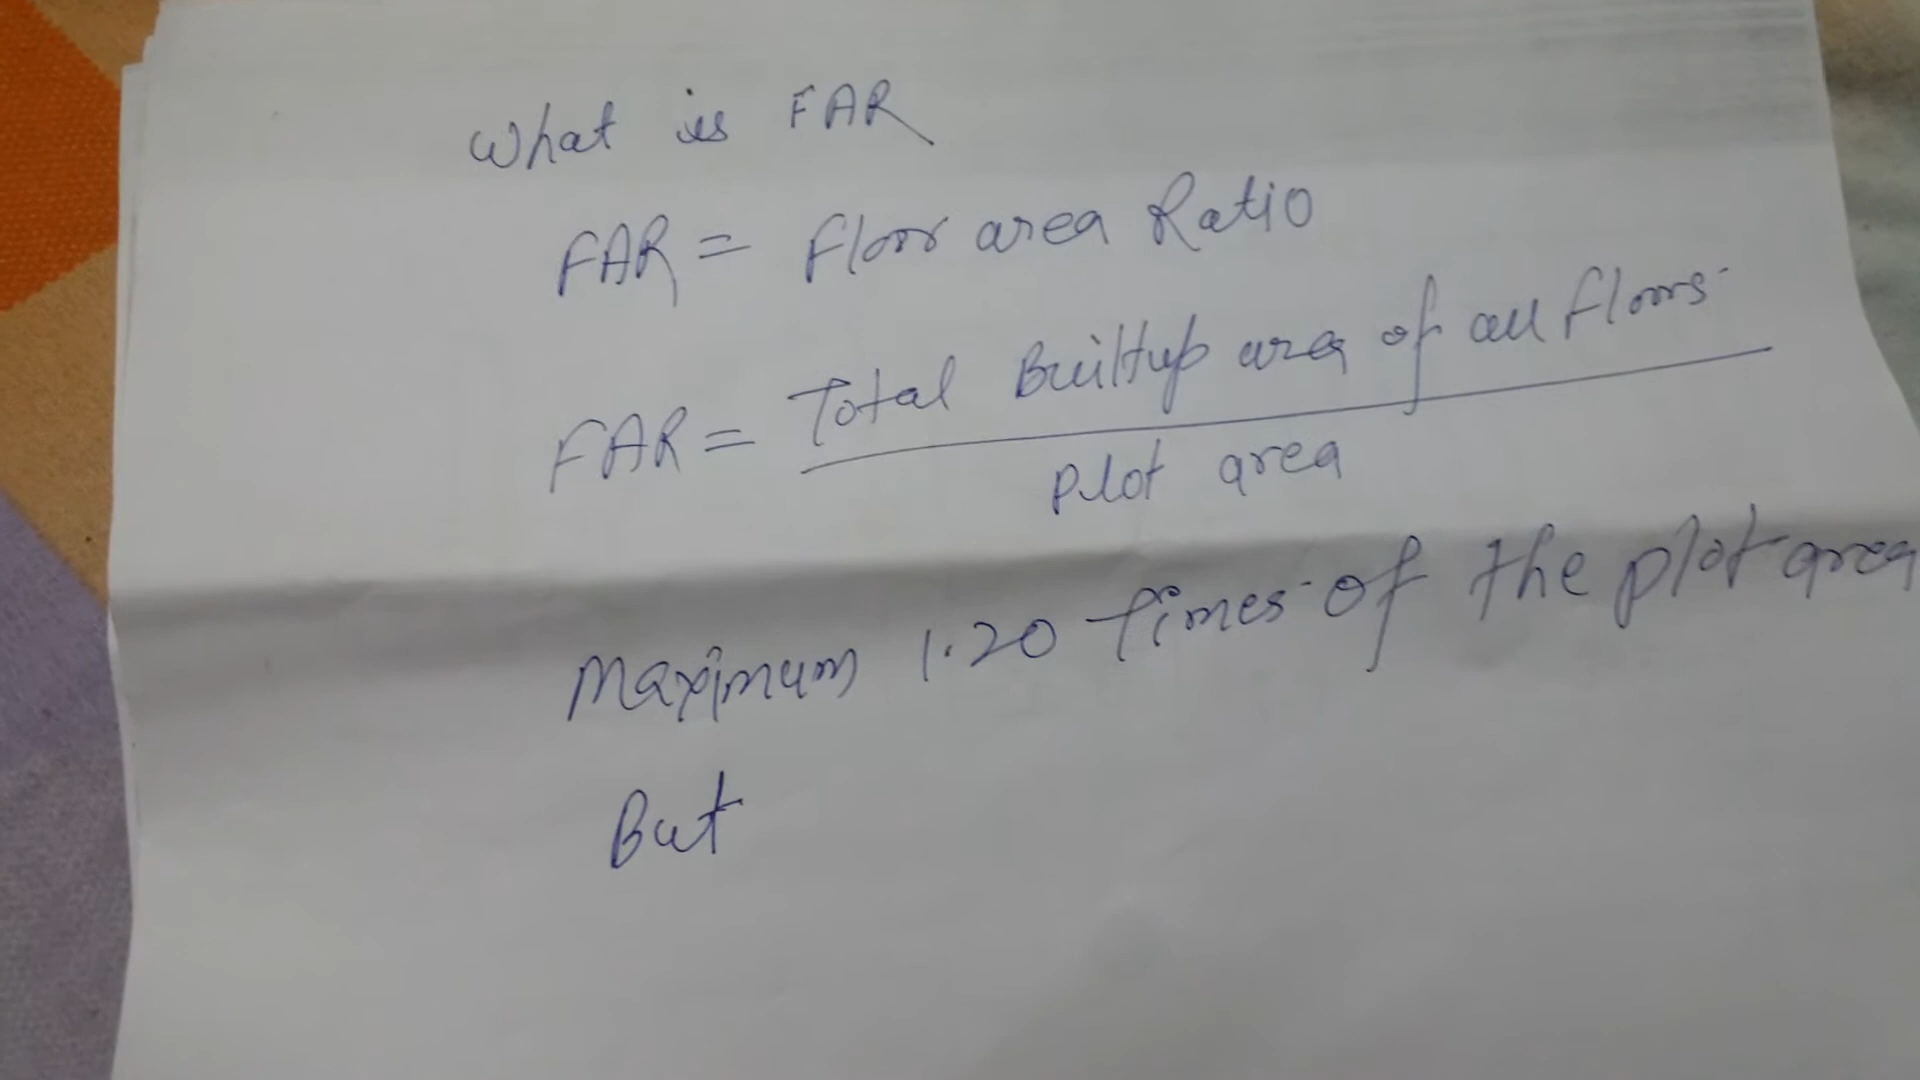 What is FAR
FAR = Floor area Ratio
FAR = Total Builtup area of all floors.
Plot area
Maximum 1.20 times of the plot area
But